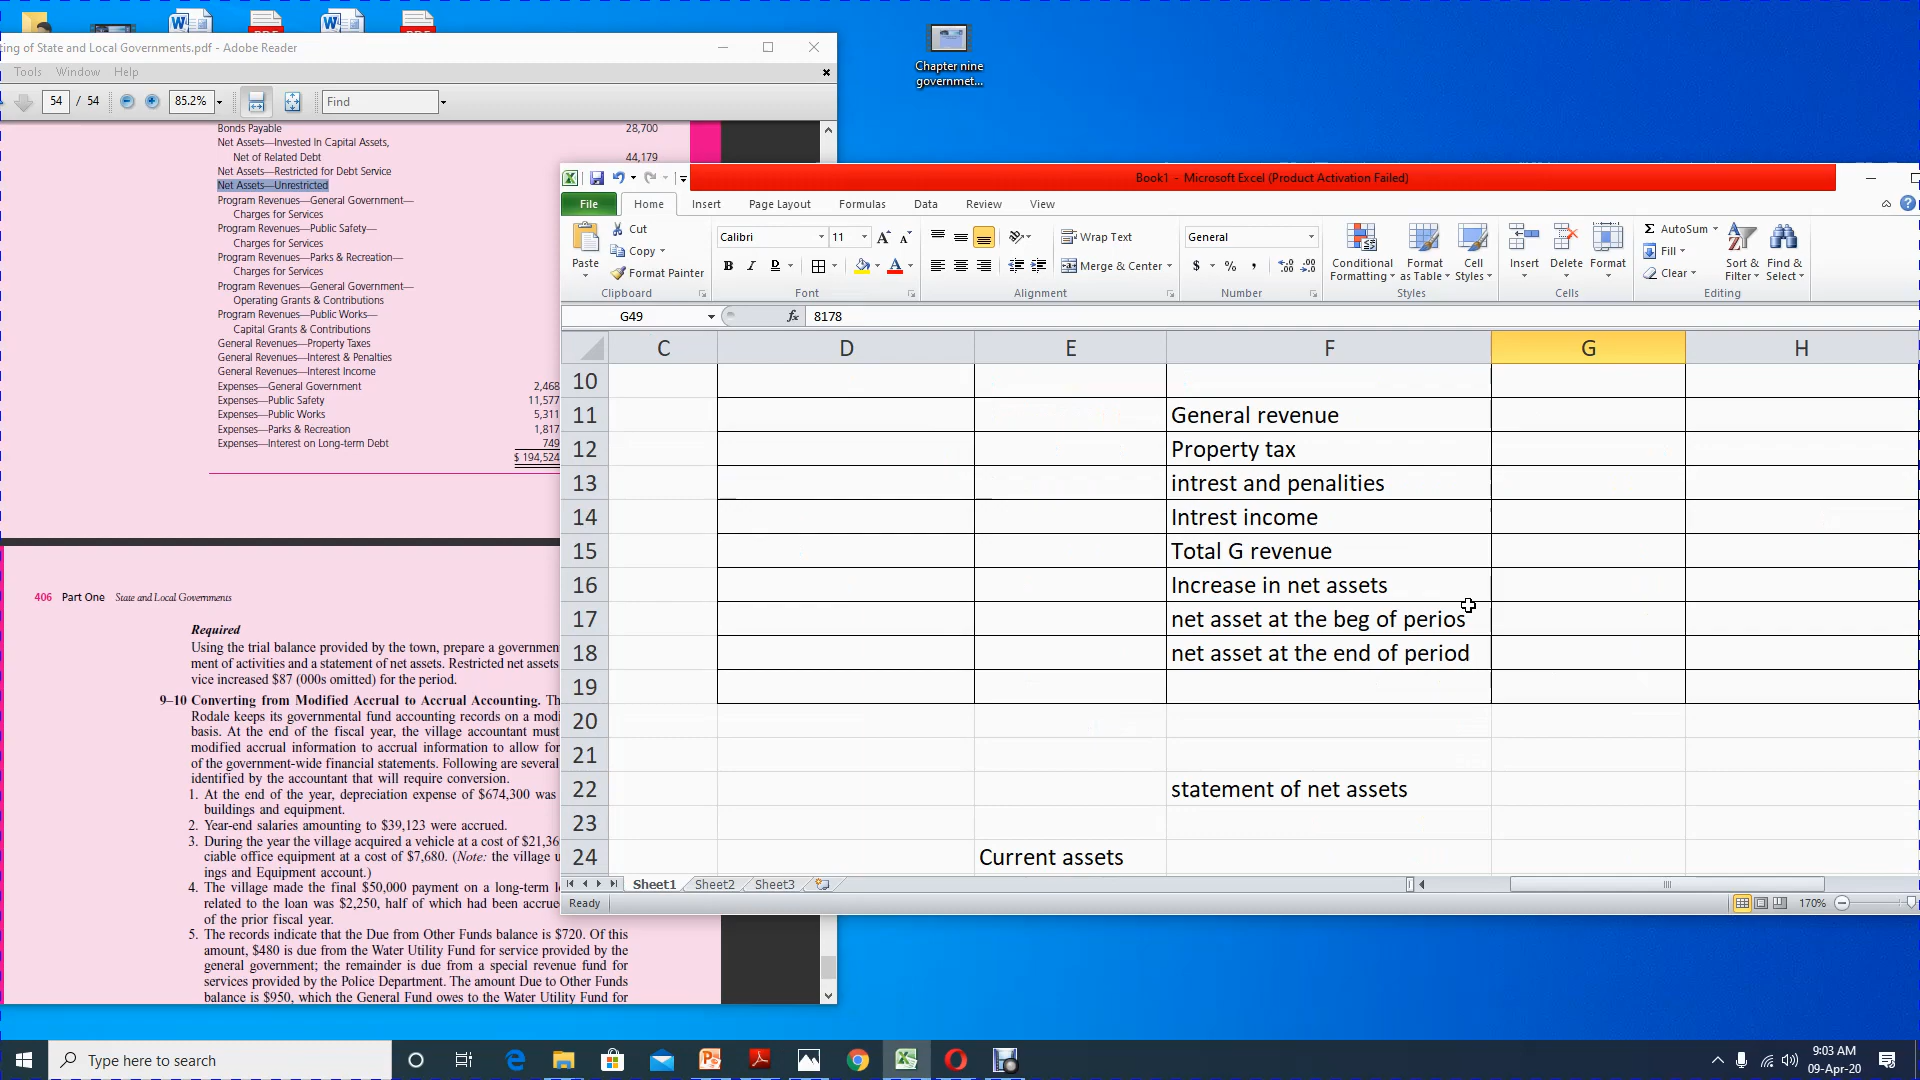 ting of State and Local Governments.pdf - Adobe Reader
Tools Window Help
54 / 54 85.2% Find
Bonds Payable 28,700
Net Assets—Invested In Capital Assets,
Net of Related Debt 44,179
Net Assets—Restricted for Debt Service
Net Assets—Unrestricted
Program Revenues—General Government—
Charges for Services
Program Revenues—Public Safety—
Charges for Services
Program Revenues—Parks & Recreation—
Charges for Services
Program Revenues—General Government—
Operating Grants & Contributions
Program Revenues—Public Works—
Capital Grants & Contributions
General Revenues—Property Taxes
General Revenues—Interest & Penalties
General Revenues—Interest Income
Expenses—General Government 2,468
Expenses—Public Safety 11,577
Expenses—Public Works 5,311
Expenses—Parks & Recreation 1,817
Expenses—Interest on Long-term Debt 749
$ 194,524
406 Part One State and Local Governments
Required
Using the trial balance provided by the town, prepare a governmen
ment of activities and a statement of net assets. Restricted net assets
vice increased $87 (000s omitted) for the period.
9–10 Converting from Modified Accrual to Accrual Accounting. Th
Rodale keeps its governmental fund accounting records on a modi
basis. At the end of the fiscal year, the village accountant must
modified accrual information to accrual information to allow for
of the government-wide financial statements. Following are several
identified by the accountant that will require conversion.
1. At the end of the year, depreciation expense of $674,300 was
buildings and equipment.
2. Year-end salaries amounting to $39,123 were accrued.
3. During the year the village acquired a vehicle at a cost of $21,36
ciable office equipment at a cost of $7,680. (Note: the village u
ings and Equipment account.)
4. The village made the final $50,000 payment on a long-term l
related to the loan was $2,250, half of which had been accrue
of the prior fiscal year.
5. The records indicate that the Due from Other Funds balance is $720. Of this
amount, $480 is due from the Water Utility Fund for service provided by the
general government; the remainder is due from a special revenue fund for
services provided by the Police Department. The amount Due to Other Funds
balance is $950, which the General Fund owes to the Water Utility Fund for
Chapter nine
governmet...
Book1 - Microsoft Excel (Product Activation Failed)
File Home Insert Page Layout Formulas Data Review View
Paste
Cut
Copy
Format Painter
Clipboard
Calibri 11
B I D
Font
Wrap Text
Merge & Center
Alignment
General
$ % ,
Number
Conditional Formatting
Format as Table
Cell Styles
Styles
Insert Delete Format
Cells
AutoSum
Fill
Clear
Sort & Filter
Find & Select
Editing
G49 fx 8178
C D E F G H
10
11 General revenue
12 Property tax
13 intrest and penalities
14 Intrest income
15 Total G revenue
16 Increase in net assets
17 net asset at the beg of perios
18 net asset at the end of period
19
20
21
22 statement of net assets
23
24 Current assets
Sheet1 Sheet2 Sheet3
Ready 170%
Type here to search
9:03 AM
09-Apr-20